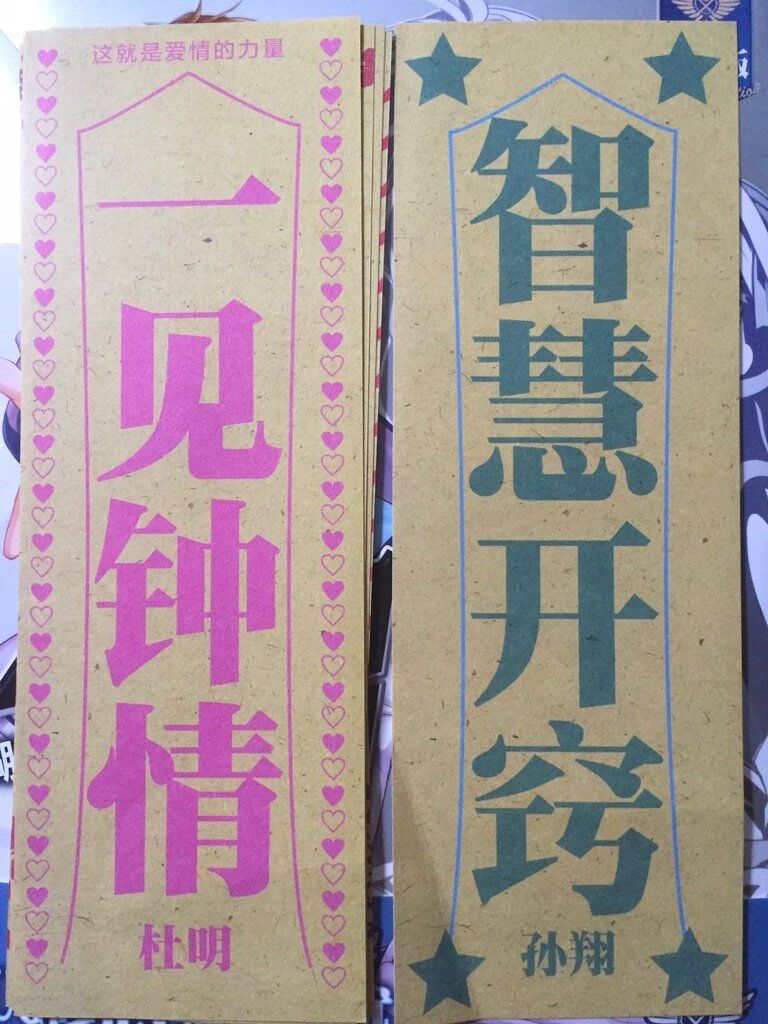 这就是爱情的力量
一见钟情
杜明
智慧开窍
孙翔